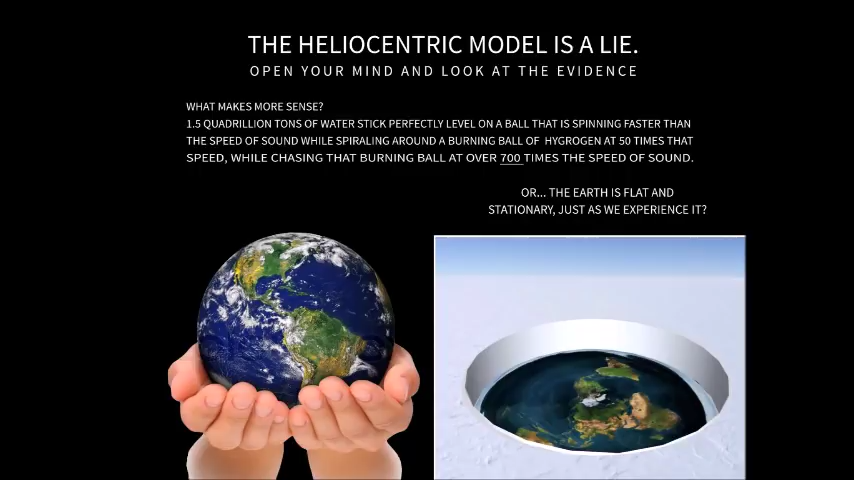 THE HELIOCENTRIC MODEL IS A LIE.
OPEN YOUR MIND AND LOOK AT THE EVIDENCE
WHAT MAKES MORE SENSE?
1.5 QUADRILLION TONS OF WATER STICK PERFECTLY LEVEL ON A BALL THAT IS SPINNING FASTER THAN
THE SPEED OF SOUND WHILE SPIRALING AROUND A BURNING BALL OF HYGROGEN AT 50 TIMES THAT
SPEED, WHILE CHASING THAT BURNING BALL AT OVER 700 TIMES THE SPEED OF SOUND.
OR... THE EARTH IS FLAT AND
STATIONARY, JUST AS WE EXPERIENCE IT?